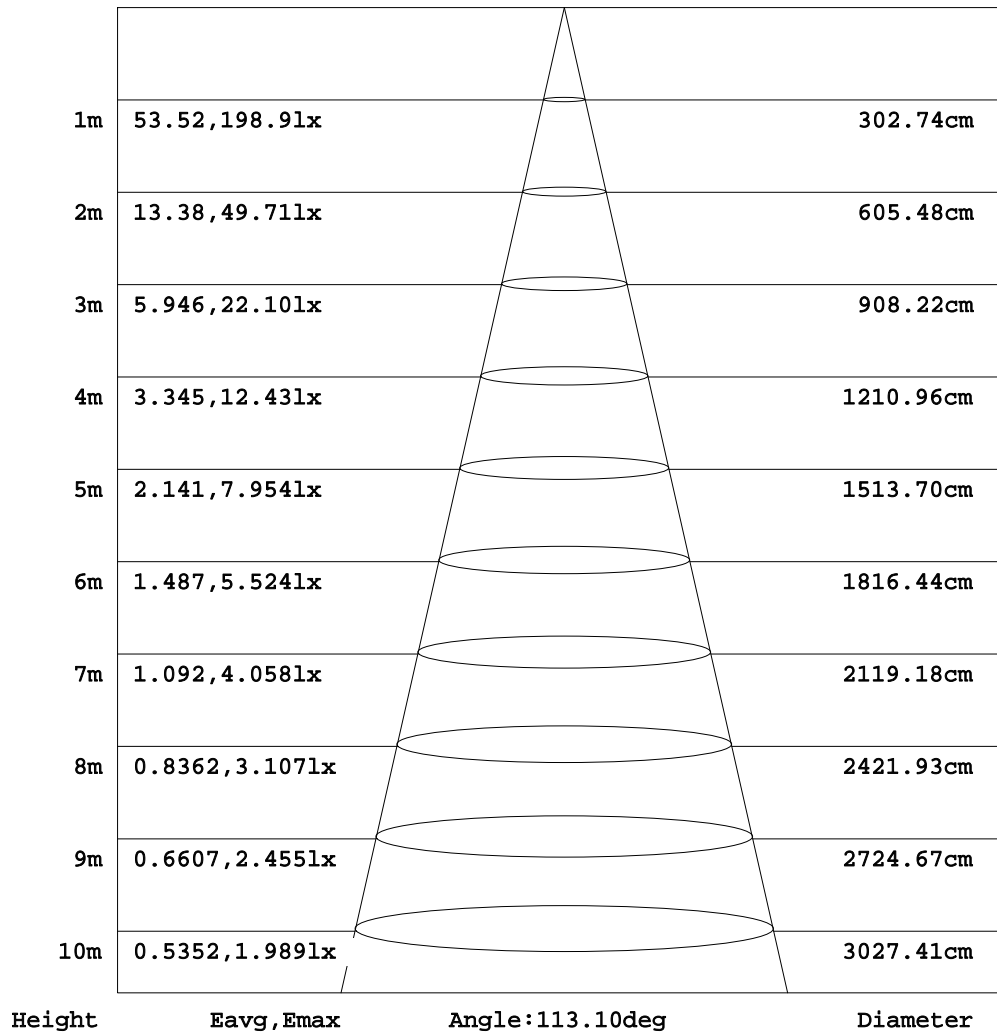 1m 53.52,198.9lx 302.74cm
2m 13.38,49.71lx 605.48cm
3m 5.946,22.10lx 908.22cm
4m 3.345,12.43lx 1210.96cm
5m 2.141,7.954lx 1513.70cm
6m 1.487,5.524lx 1816.44cm
7m 1.092,4.058lx 2119.18cm
8m 0.8362,3.107lx 2421.93cm
9m 0.6607,2.455lx 2724.67cm
10m 0.5352,1.989lx 3027.41cm
Height Eavg,Emax Angle:113.10deg Diameter